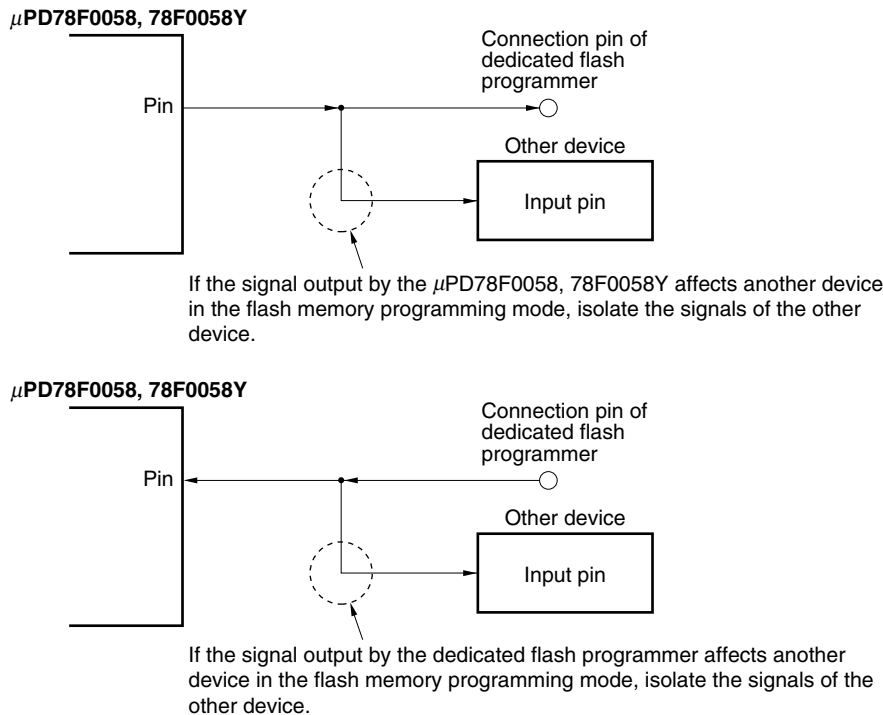 μPD78F0058, 78F0058Y
Connection pin of
dedicated flash
programmer
Pin
Other device
Input pin
If the signal output by the μPD78F0058, 78F0058Y affects another device
in the flash memory programming mode, isolate the signals of the other
device.
μPD78F0058, 78F0058Y
Connection pin of
dedicated flash
programmer
Pin
Other device
Input pin
If the signal output by the dedicated flash programmer affects another
device in the flash memory programming mode, isolate the signals of the
other device.